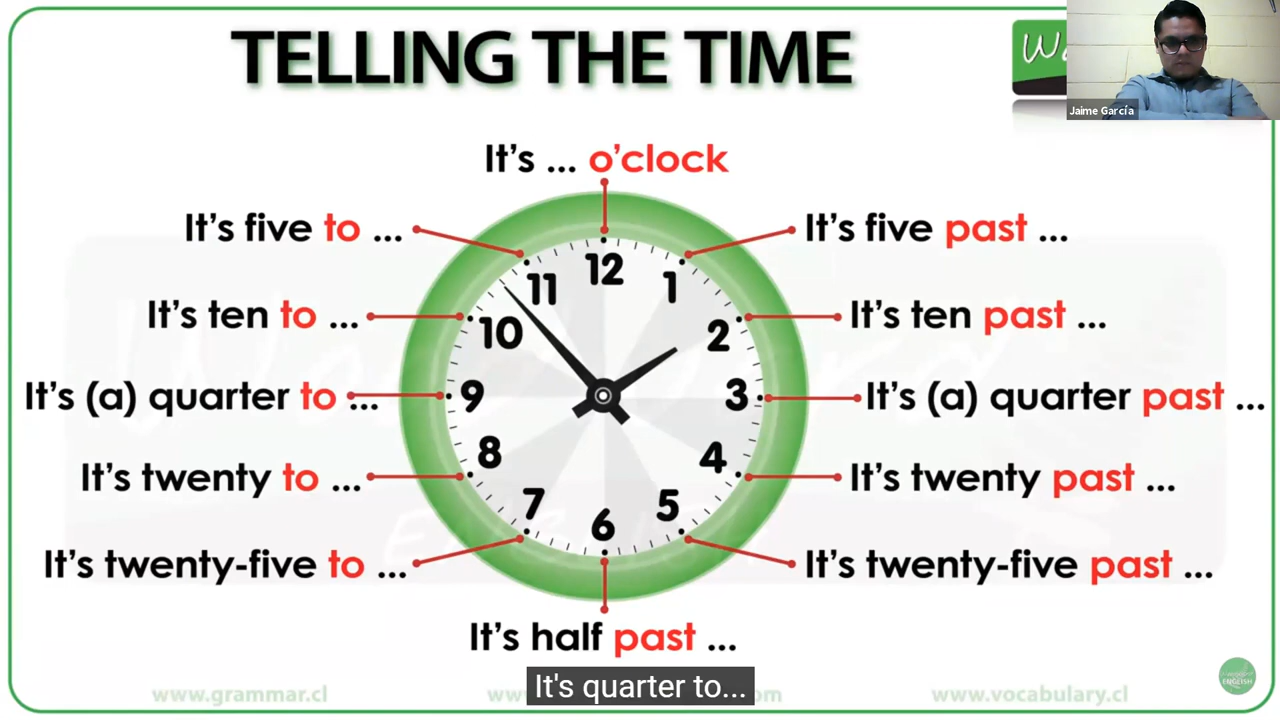 TELLING THE TIME
Jaime García
It's ... o'clock
It's five to ...
It's five past ...
It's ten to ...
It's ten past ...
It's (a) quarter to ...
It's (a) quarter past ...
It's twenty to ...
It's twenty past ...
It's twenty-five to ...
It's twenty-five past ...
It's half past ...
12
11
1
10
2
9
3
8
4
7
5
6
It's quarter to...
www.grammar.cl
www.vocabulary.cl
ENGLISH